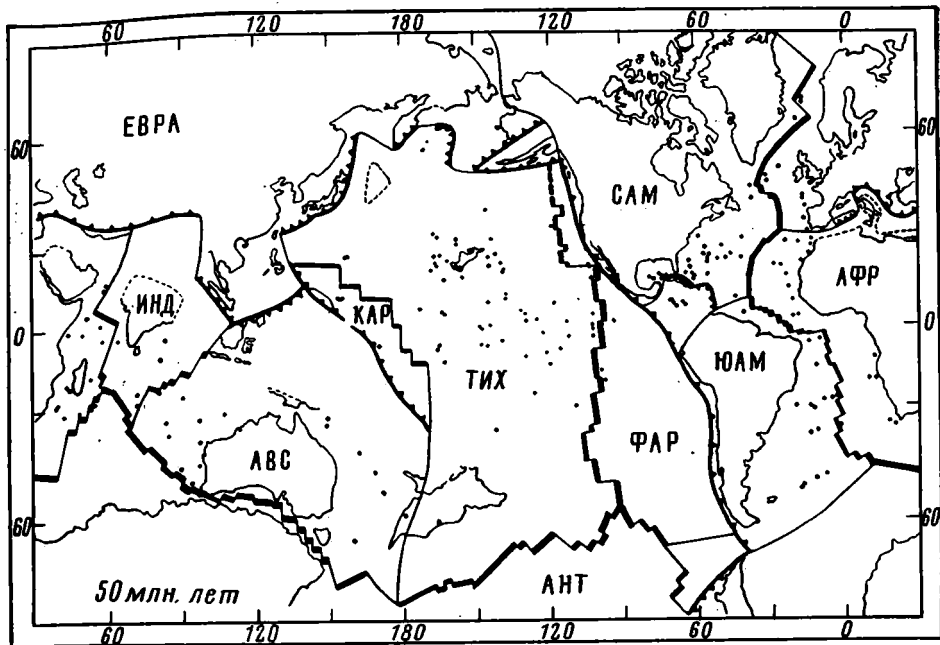 60 120 180 120 60 0
ЕВРА
60 60
САМ
АФР
ИНД
КАР
0 0
ТИХ
ЮАМ
ФАР
АВС
60 60
50 млн. лет
АНТ
60 120 180 120 60 0